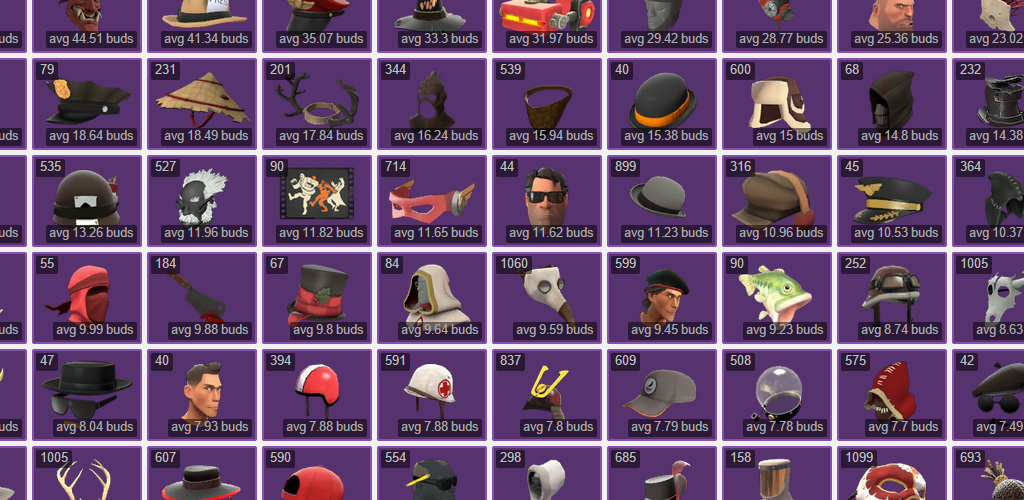 uds avg 44.51 buds avg 41.34 buds avg 35.07 buds avg 33.3 buds avg 31.97 buds avg 29.42 buds avg 28.77 buds avg 25.36 buds avg 23.02
79 231 201 344 539 40 600 68 232
uds avg 18.64 buds avg 18.49 buds avg 17.84 buds avg 16.24 buds avg 15.94 buds avg 15.38 buds avg 15 buds avg 14.8 buds avg 14.38
535 527 90 714 44 899 316 45 364
uds avg 13.26 buds avg 11.96 buds avg 11.82 buds avg 11.65 buds avg 11.62 buds avg 11.23 buds avg 10.96 buds avg 10.53 buds avg 10.37
55 184 67 84 1060 599 90 252 1005
uds avg 9.99 buds avg 9.88 buds avg 9.8 buds avg 9.64 buds avg 9.59 buds avg 9.45 buds avg 9.23 buds avg 8.74 buds avg 8.63
47 40 394 591 837 609 508 575 42
uds avg 8.04 buds avg 7.93 buds avg 7.88 buds avg 7.88 buds avg 7.8 buds avg 7.79 buds avg 7.78 buds avg 7.7 buds avg 7.49
1005 607 590 554 298 685 158 1099 693